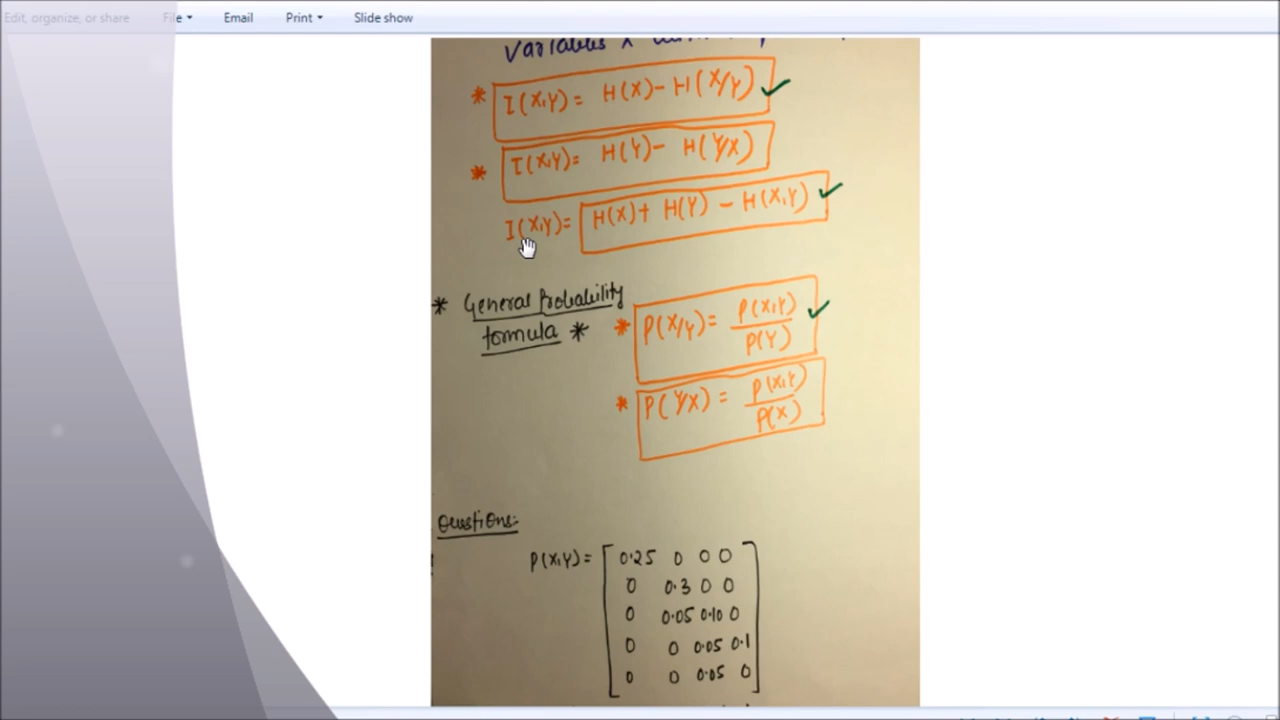 Edit, organize, or share File Email Print Slide show
Variables X
* I(X,Y) = H(X) - H(X/Y) ✓
* I(X,Y) = H(Y) - H(Y/X)
I(X,Y) = H(X) + H(Y) - H(X,Y) ✓
* General Probability
formula *
* P(X/Y) = P(X,Y) / P(Y) ✓
* P(Y/X) = P(X,Y) / P(X)
Questions:
P(X,Y) = [ 0.25 0 0 0
0 0.3 0 0
0 0.05 0.10 0
0 0 0.05 0.1
0 0 0.05 0 ]